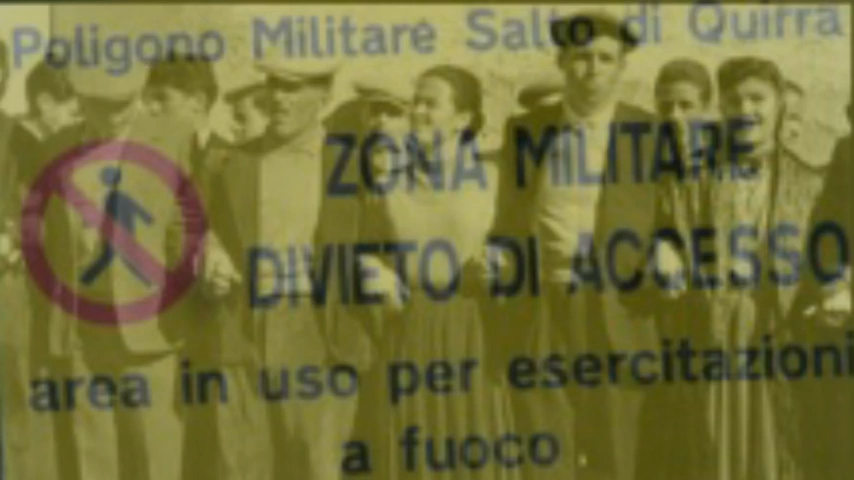 Poligono Militare Salto di Quirra
ZONA MILITARE
DIVIETO DI ACCESSO
area in uso per esercitazioni
a fuoco